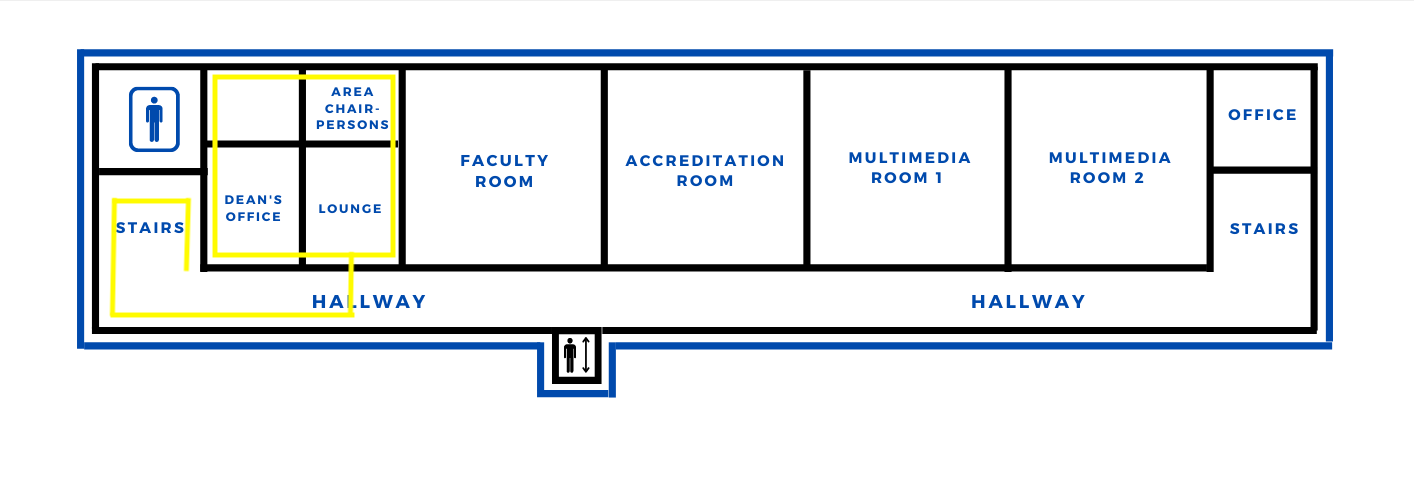 AREA
CHAIR-
PERSONS
DEAN'S
OFFICE
LOUNGE
STAIRS
FACULTY
ROOM
ACCREDITATION
ROOM
MULTIMEDIA
ROOM 1
MULTIMEDIA
ROOM 2
OFFICE
STAIRS
HALLWAY
HALLWAY